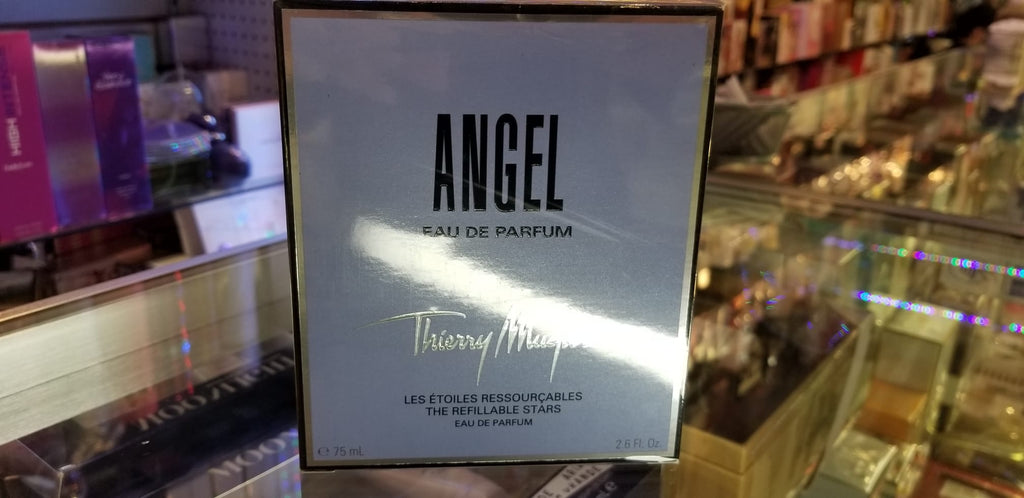 ANGEL
EAU DE PARFUM
Thierry
LES ÉTOILES RESSOURÇABLES
THE REFILLABLE STARS
EAU DE PARFUM
℮ 75 mL
2.6 Fl. Oz.
HIGH